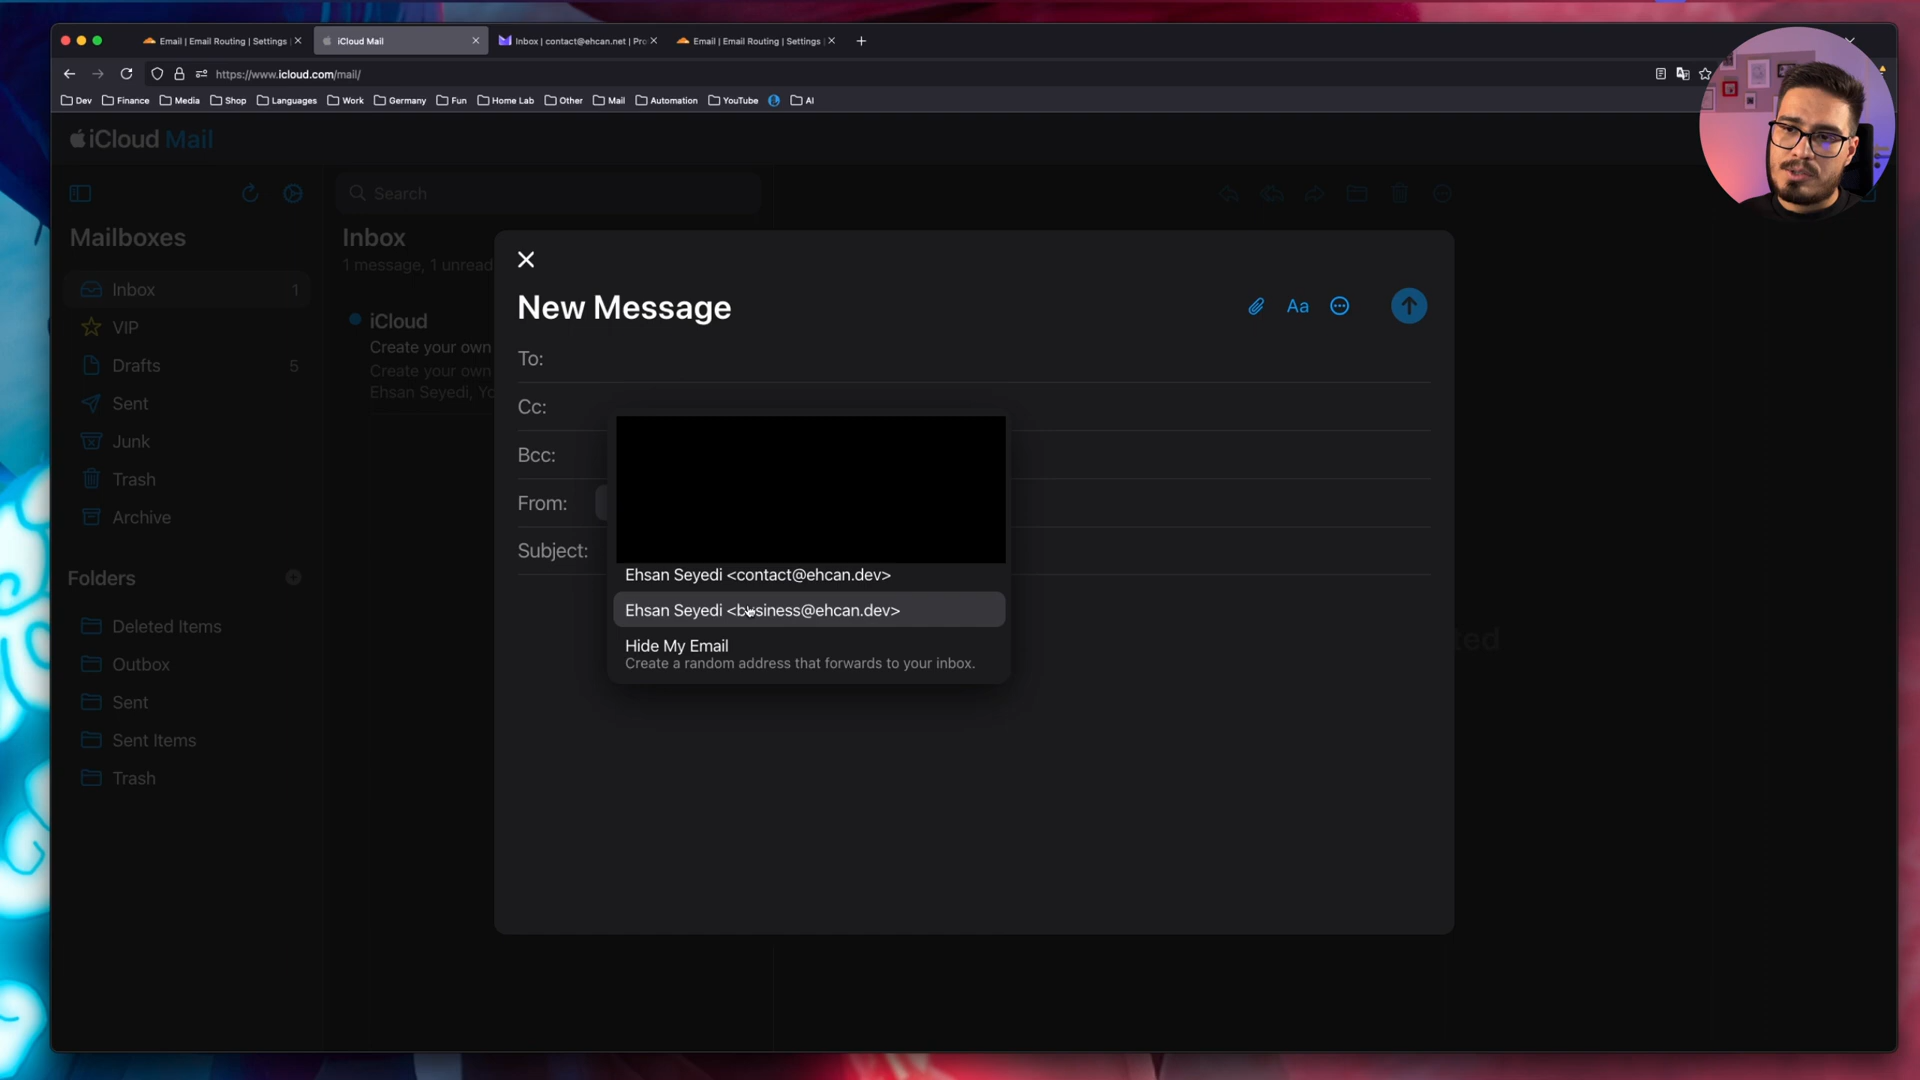 Email | Email Routing | Settings
iCloud Mail
Inbox | contact@ehcan.net | Pro
Email | Email Routing | Settings
https://www.icloud.com/mail/
Dev
Finance
Media
Shop
Languages
Work
Germany
Fun
Home Lab
Other
Mail
Automation
YouTube
AI
iCloud Mail
Search
Mailboxes
Inbox 1
VIP
Drafts 5
Sent
Junk
Trash
Archive
Folders
Deleted Items
Outbox
Sent
Sent Items
Trash
Inbox
1 message, 1 unread
iCloud
Create your own
Create your own
Ehsan Seyedi, Yo
New Message
Aa
To:
Cc:
Bcc:
From:
Subject:
Ehsan Seyedi <contact@ehcan.dev>
Ehsan Seyedi <business@ehcan.dev>
Hide My Email
Create a random address that forwards to your inbox.
ted